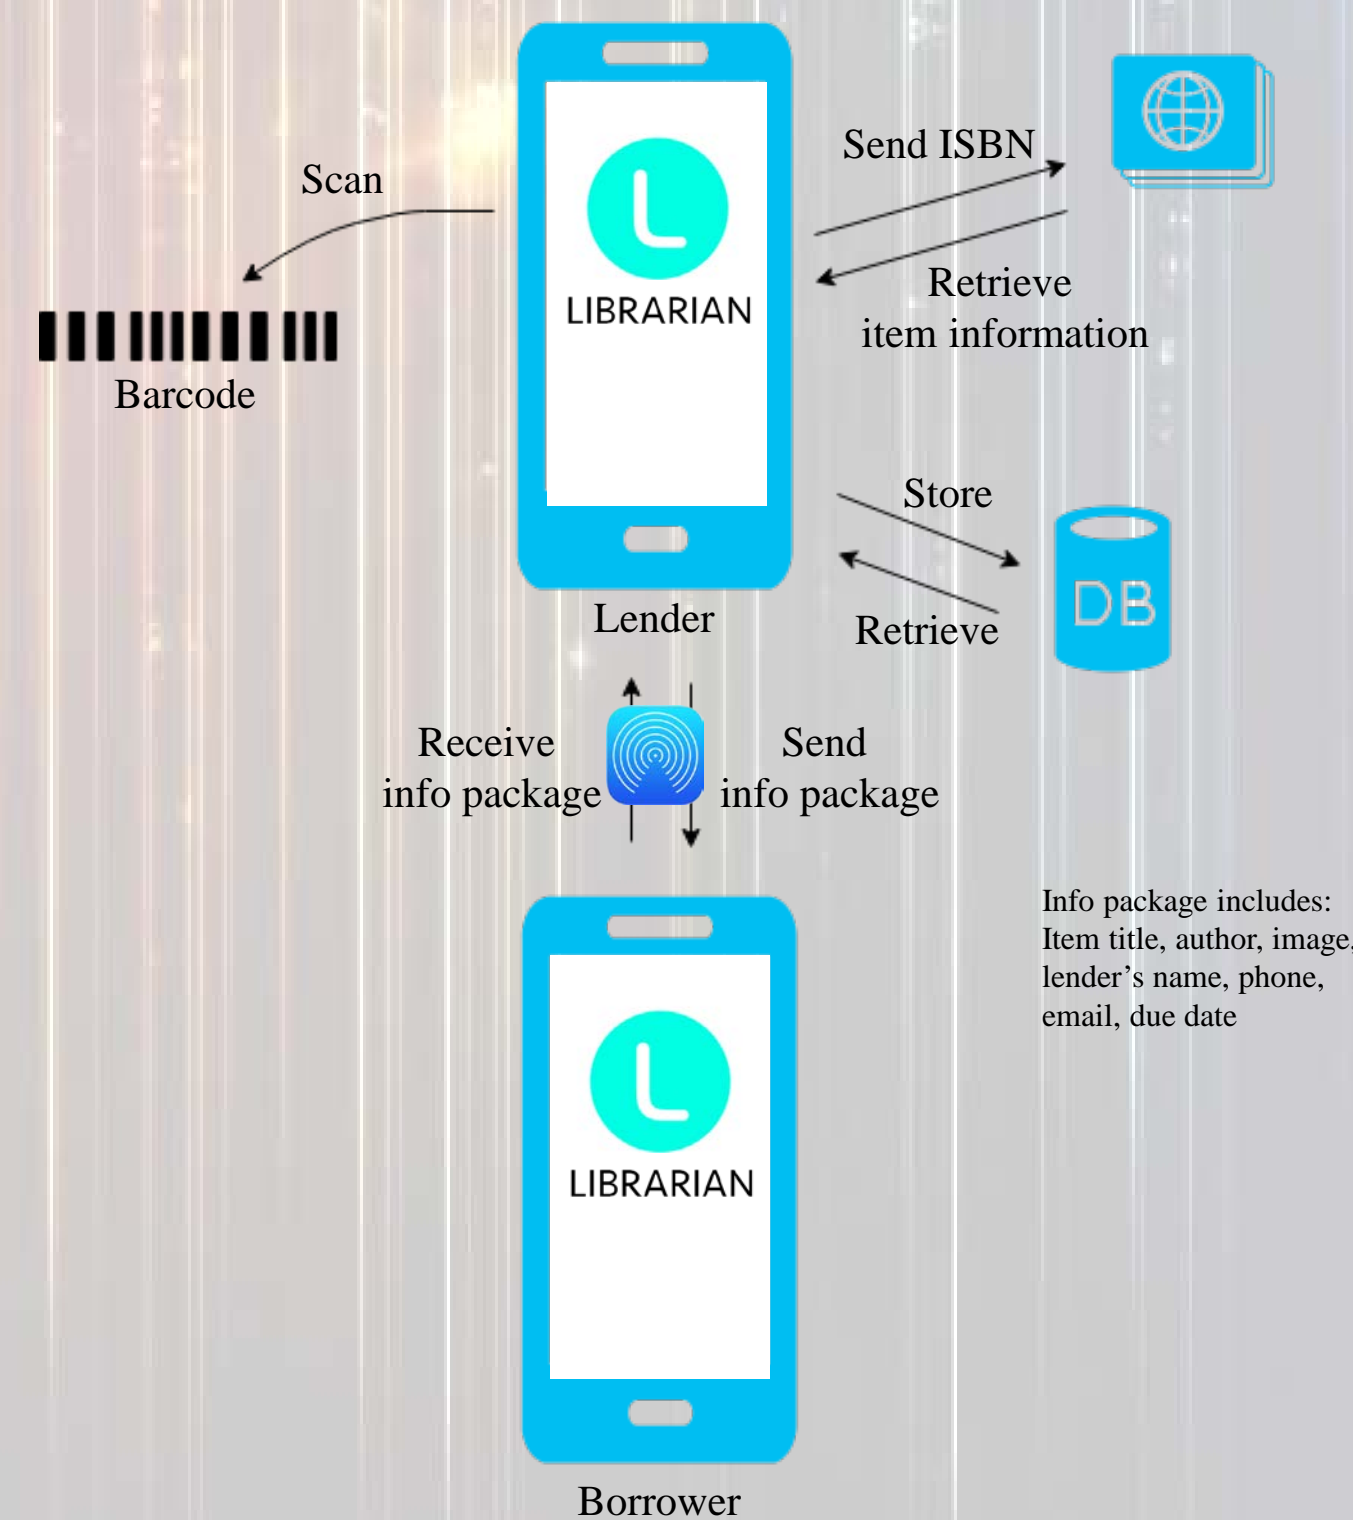 Scan
Send ISBN
L
LIBRARIAN
Retrieve
item information
Barcode
Store
DB
Lender
Retrieve
Receive
info package
Send
info package
Info package includes:
Item title, author, image,
lender’s name, phone,
email, due date
L
LIBRARIAN
Borrower